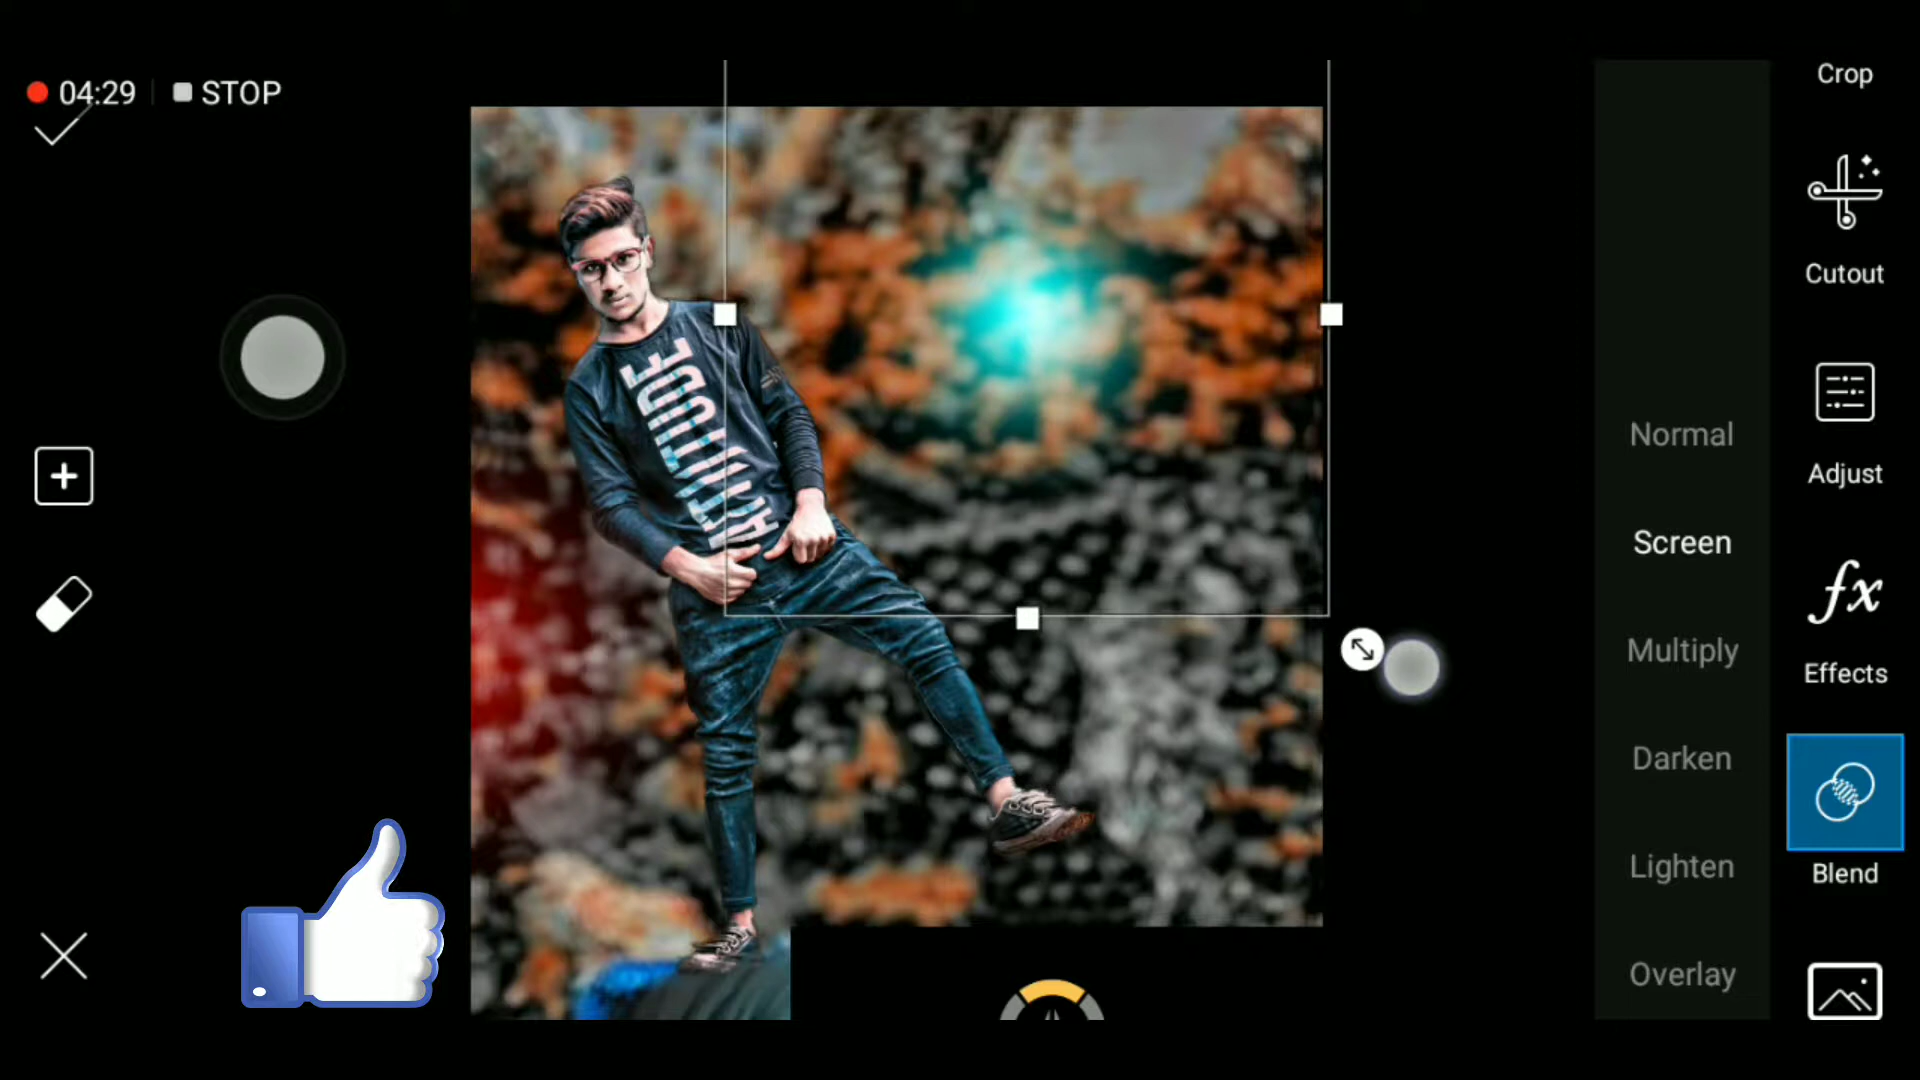 04:29
STOP
Crop
Cutout
Adjust
Effects
Blend
Normal
Screen
Multiply
Darken
Lighten
Overlay
ATTITUDE